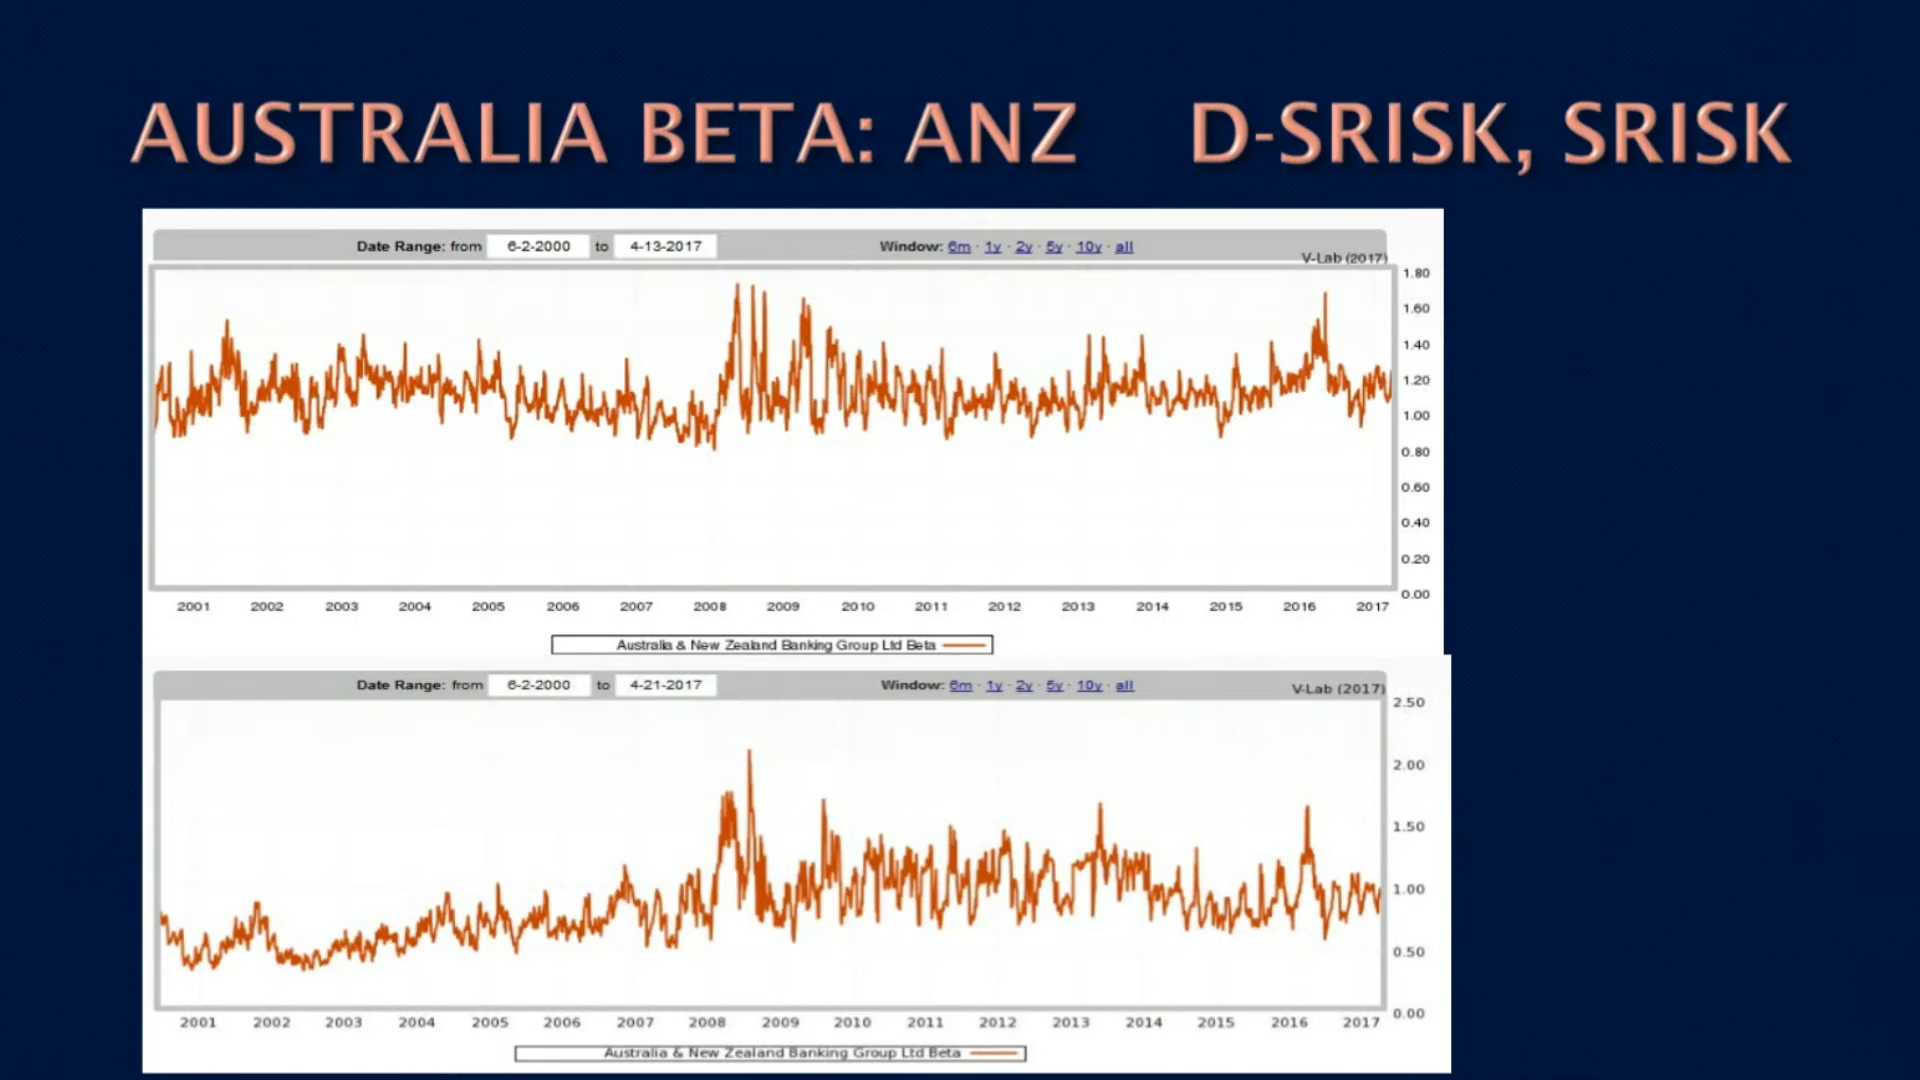 AUSTRALIA BETA: ANZ D-SRISK, SRISK
Date Range: from 6-2-2000 to 4-13-2017 Window: 6m · 1y · 2y · 5y · 10y · all
V-Lab (2017)
1.80
1.60
1.40
1.20
1.00
0.80
0.60
0.40
0.20
0.00
2001 2002 2003 2004 2005 2006 2007 2008 2009 2010 2011 2012 2013 2014 2015 2016 2017
Australia & New Zealand Banking Group Ltd Beta
Date Range: from 6-2-2000 to 4-21-2017 Window: 6m · 1y · 2y · 5y · 10y · all
V-Lab (2017)
2.50
2.00
1.50
1.00
0.50
0.00
2001 2002 2003 2004 2005 2006 2007 2008 2009 2010 2011 2012 2013 2014 2015 2016 2017
Australia & New Zealand Banking Group Ltd Beta